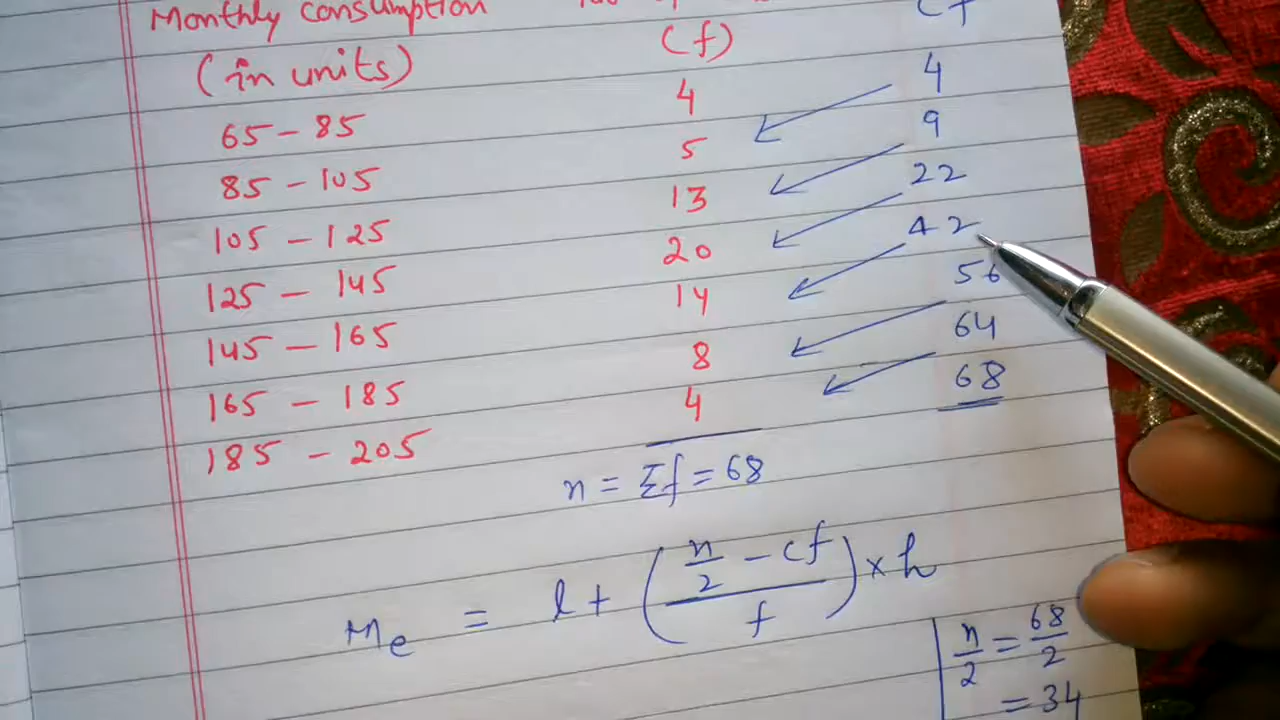 Monthly consumption
(in units) (f) cf
65 - 85 4 4
85 - 105 5 9
105 - 125 13 22
125 - 145 20 42
145 - 165 14 56
165 - 185 8 64
185 - 205 4 68
n = Σf = 68
Me = l + ( n/2 - cf / f ) × h
n/2 = 68/2
= 34